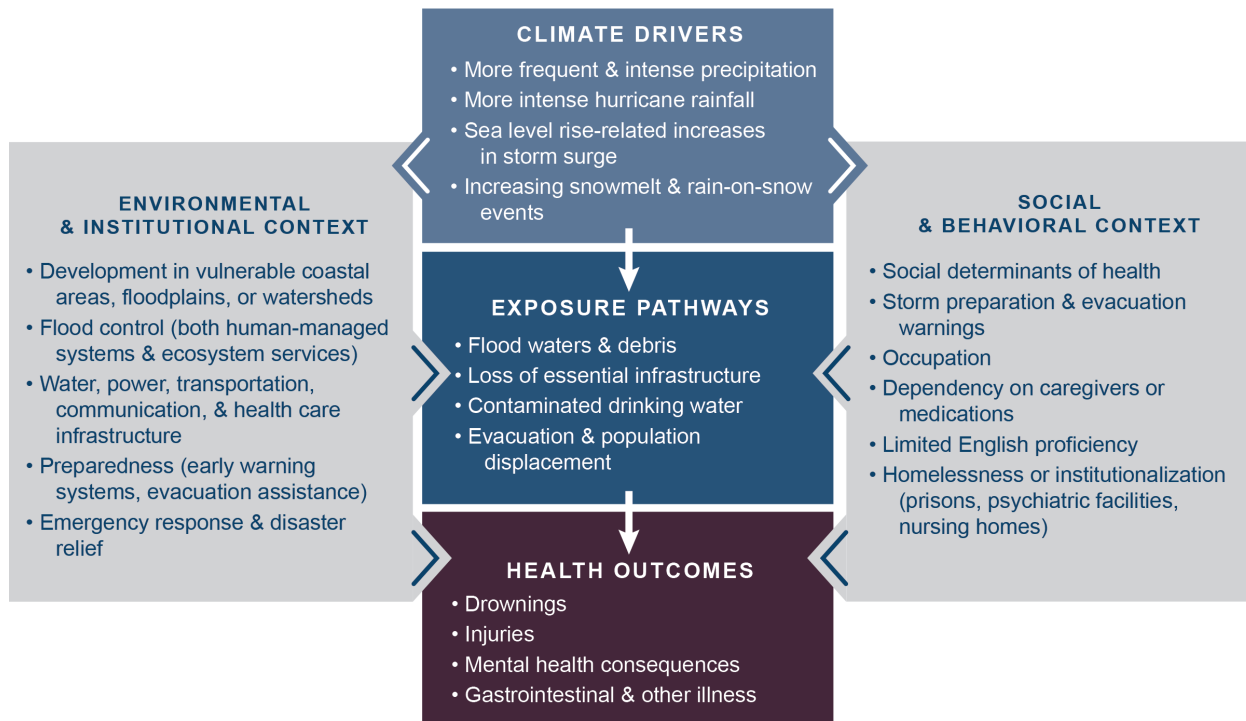 CLIMATE DRIVERS
• More frequent & intense precipitation
• More intense hurricane rainfall
• Sea level rise-related increases
in storm surge
• Increasing snowmelt & rain-on-snow
events
ENVIRONMENTAL
& INSTITUTIONAL CONTEXT
• Development in vulnerable coastal
areas, floodplains, or watersheds
• Flood control (both human-managed
systems & ecosystem services)
• Water, power, transportation,
communication, & health care
infrastructure
• Preparedness (early warning
systems, evacuation assistance)
• Emergency response & disaster
relief
EXPOSURE PATHWAYS
• Flood waters & debris
• Loss of essential infrastructure
• Contaminated drinking water
• Evacuation & population
displacement
SOCIAL
& BEHAVIORAL CONTEXT
• Social determinants of health
• Storm preparation & evacuation
warnings
• Occupation
• Dependency on caregivers or
medications
• Limited English proficiency
• Homelessness or institutionalization
(prisons, psychiatric facilities,
nursing homes)
HEALTH OUTCOMES
• Drownings
• Injuries
• Mental health consequences
• Gastrointestinal & other illness